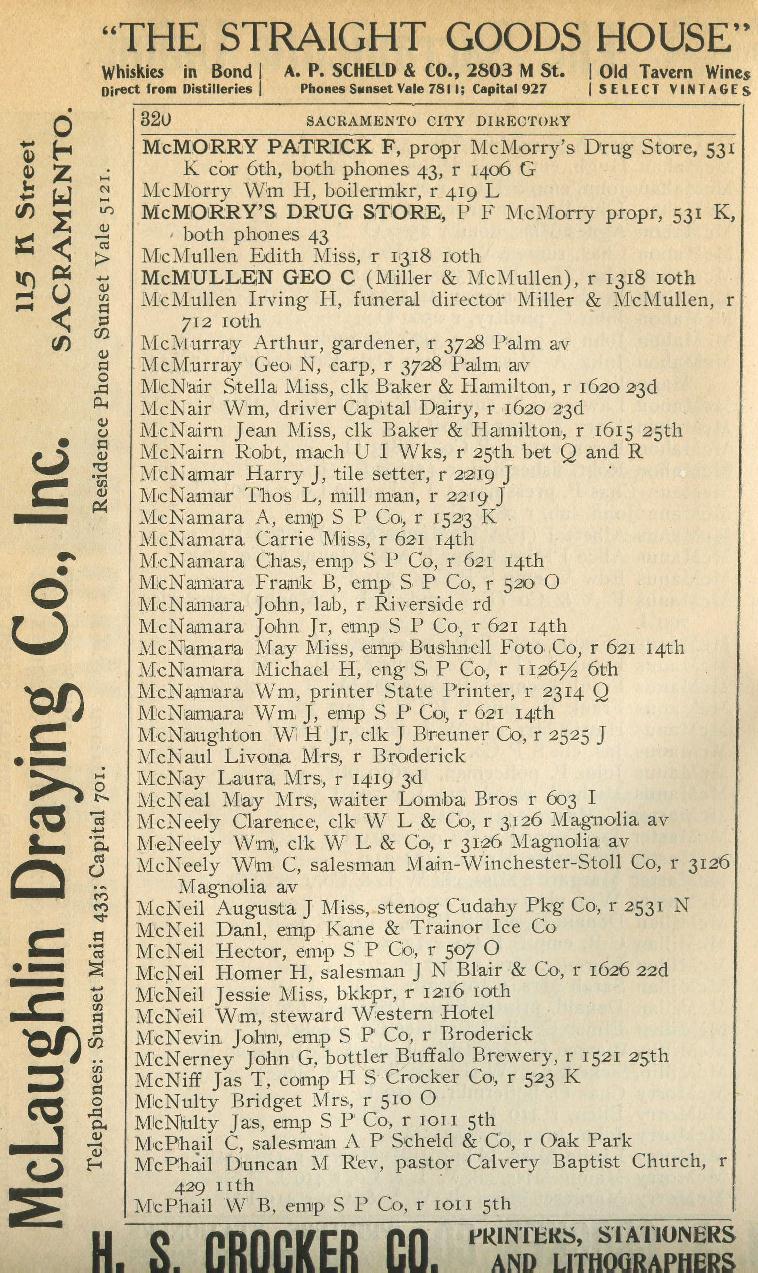 “THE STRAIGHT GOODS HOUSE”
Whiskies in Bond | A. P. SCHELD & CO., 2803 M St. | Old Tavern Wines
Direct from Distilleries | Phones Sunset Vale 7811; Capital 927 | SELECT VINTAGES
320 SACRAMENTO CITY DIRECTORY
McMORRY PATRICK F, propr McMorry's Drug Store, 531
K cor 6th, both phones 43, r 1406 G
McMorry Wm H, boilermkr, r 419 L
McMORRY'S DRUG STORE, P F McMorry propr, 531 K,
both phones 43
McMullen Edith Miss, r 1318 10th
McMULLEN GEO C (Miller & McMullen), r 1318 10th
McMullen Irving H, funeral director Miller & McMullen, r
712 10th
McMurray Arthur, gardener, r 3728 Palm av
McMurray Geo N, carp, r 3728 Palm av
McNair Stella Miss, clk Baker & Hamilton, r 1620 23d
McNair Wm, driver Capital Dairy, r 1620 23d
McNairn Jean Miss, clk Baker & Hamilton, r 1615 25th
McNairn Robt, mach U I Wks, r 25th bet Q and R
McNamar Harry J, tile setter, r 2219 J
McNamar Thos L, mill man, r 2219 J
McNamara A, emp S P Co, r 1523 K
McNamara Carrie Miss, r 621 14th
McNamara Chas, emp S P Co, r 621 14th
McNamara Frank B, emp S P Co, r 520 O
McNamara John, lab, r Riverside rd
McNamara John Jr, emp S P Co, r 621 14th
McNamara May Miss, emp Bushnell Foto Co, r 621 14th
McNamara Michael H, eng S P Co, r 1126½ 6th
McNamara Wm, printer State Printer, r 2314 Q
McNamara Wm J, emp S P Co, r 621 14th
McNaughton W H Jr, clk J Breuner Co, r 2525 J
McNaul Livona Mrs, r Broderick
McNay Laura Mrs, r 1419 3d
McNeal May Mrs, waiter Lomba Bros r 603 I
McNeely Clarence, clk W L & Co, r 3126 Magnolia av
MeNeely Wm, clk W L & Co, r 3126 Magnolia av
McNeely Wm C, salesman Main-Winchester-Stoll Co, r 3126
Magnolia av
McNeil Augusta J Miss, stenog Cudahy Pkg Co, r 2531 N
McNeil Danl, emp Kane & Trainor Ice Co
McNeil Hector, emp S P Co, r 507 O
McNeil Homer H, salesman J N Blair & Co, r 1626 22d
McNeil Jessie Miss, bkkpr, r 1216 10th
McNeil Wm, steward Western Hotel
McNevin John, emp S P Co, r Broderick
McNerney John G, bottler Buffalo Brewery, r 1521 25th
McNiff Jas T, comp H S Crocker Co, r 523 K
McNulty Bridget Mrs, r 510 O
McNulty Jas, emp S P Co, r 1011 5th
McPhail C, salesman A P Scheld & Co, r Oak Park
McPhail Duncan M Rev, pastor Calvery Baptist Church, r
429 11th
McPhail W B, emp S P Co, r 1011 5th
McLaughlin Draying Co., Inc. 115 K Street
SACRAMENTO.
Telephones: Sunset Main 433; Capital 701. Residence Phone Sunset Vale 5121.
H. S. CROCKER CO. PRINTERS, STATIONERS
AND LITHOGRAPHERS